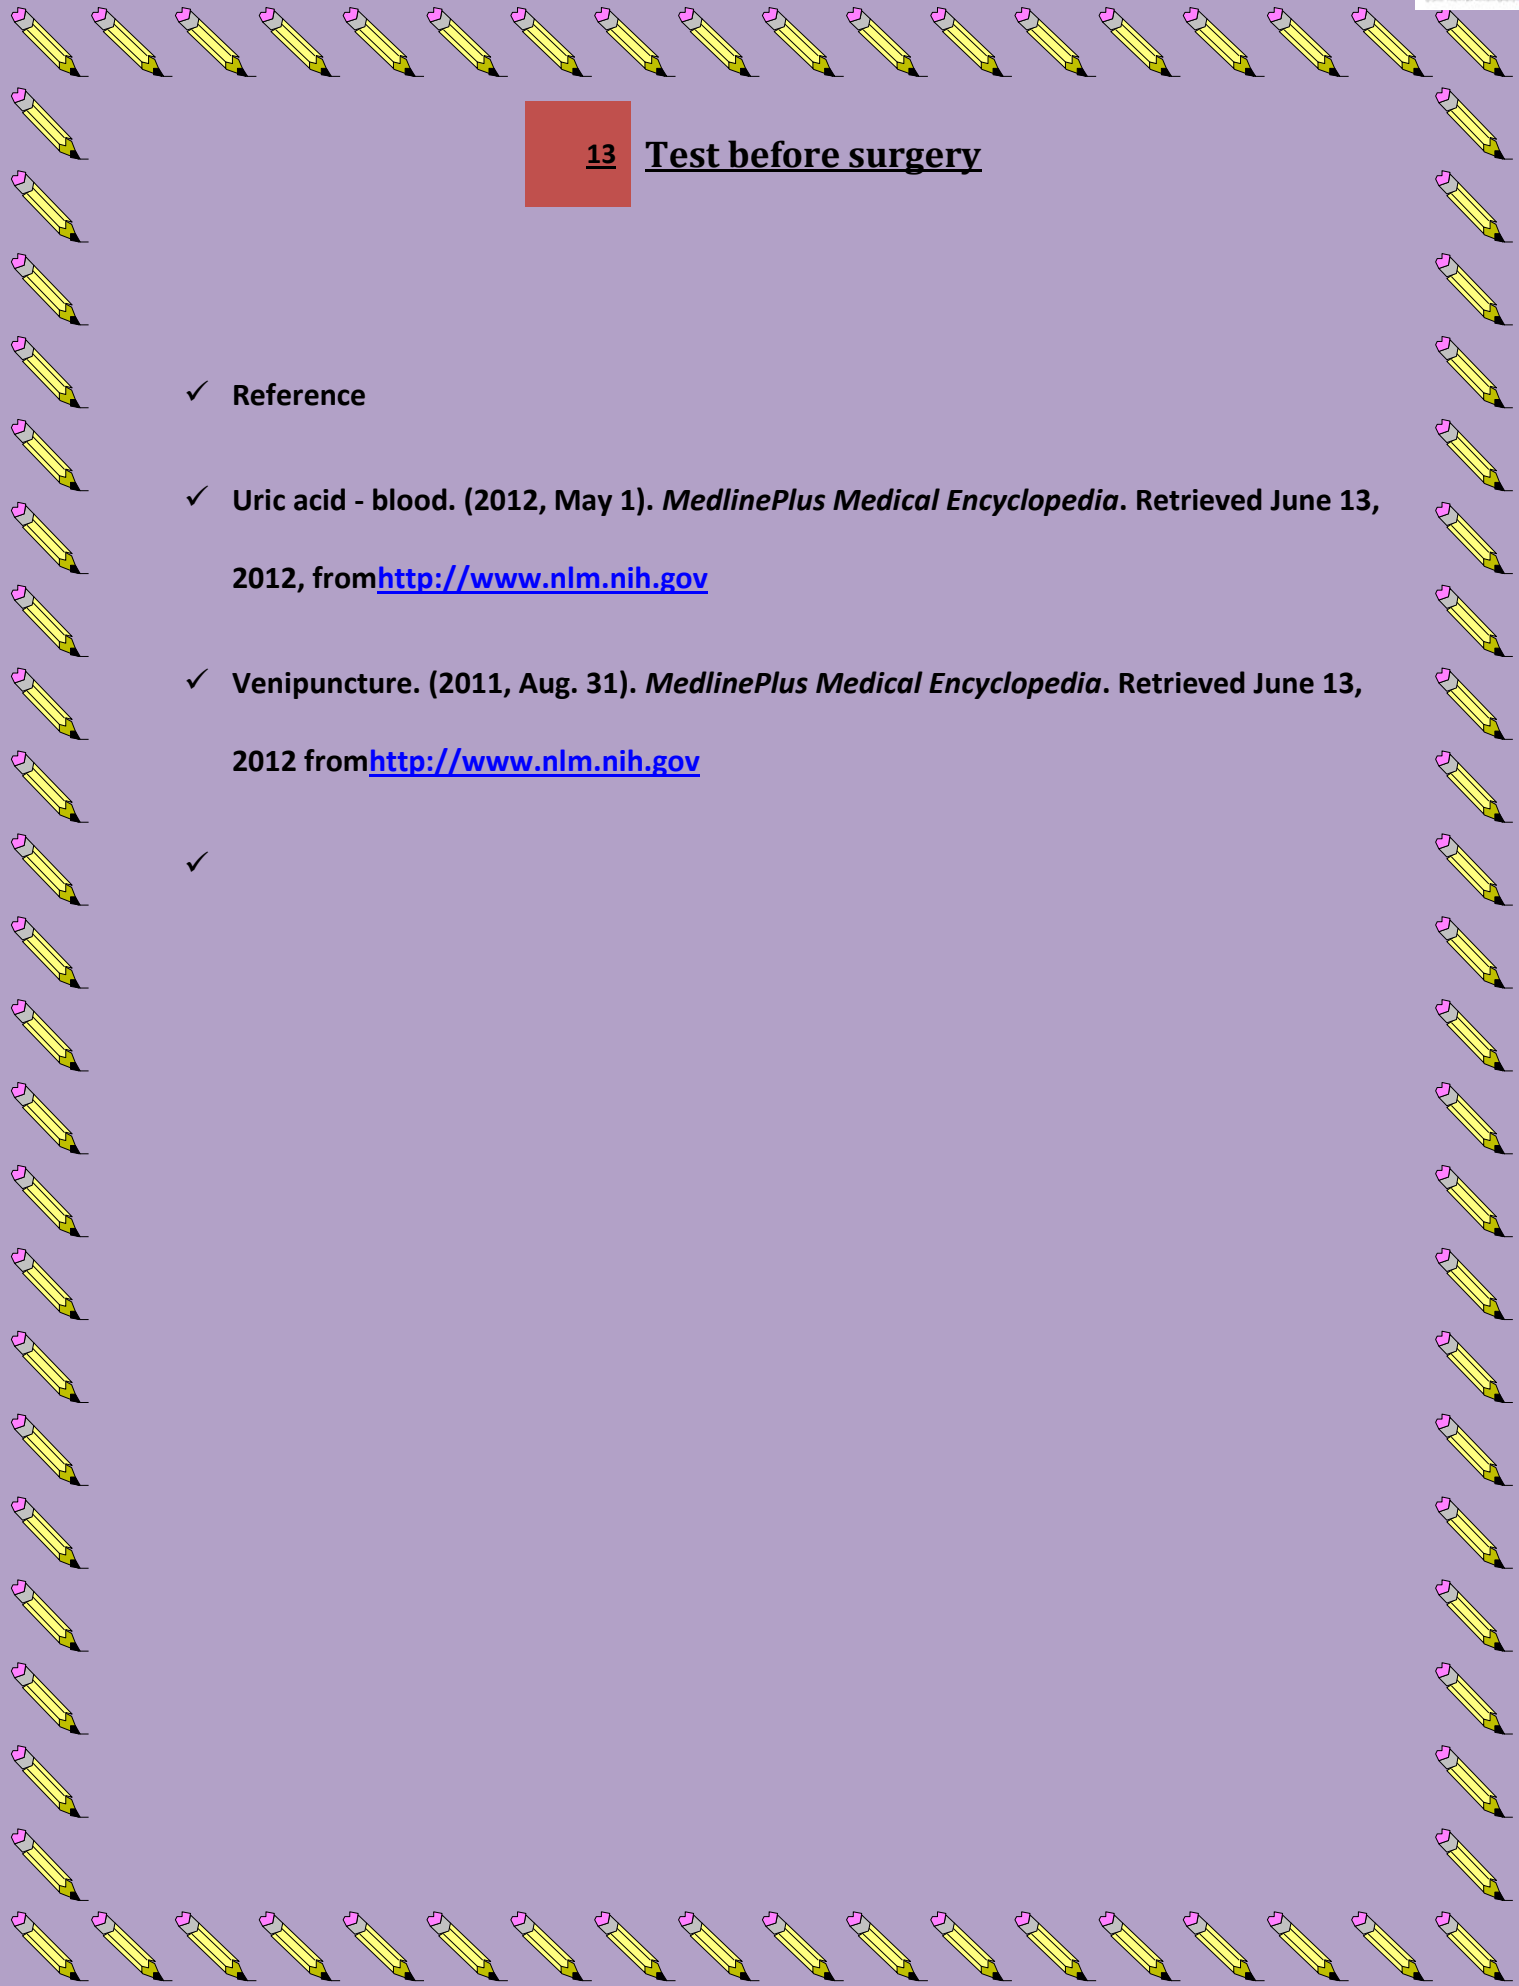 13 Test before surgery
✓ Reference
✓ Uric acid - blood. (2012, May 1). MedlinePlus Medical Encyclopedia. Retrieved June 13,
2012, fromhttp://www.nlm.nih.gov
✓ Venipuncture. (2011, Aug. 31). MedlinePlus Medical Encyclopedia. Retrieved June 13,
2012 fromhttp://www.nlm.nih.gov
✓